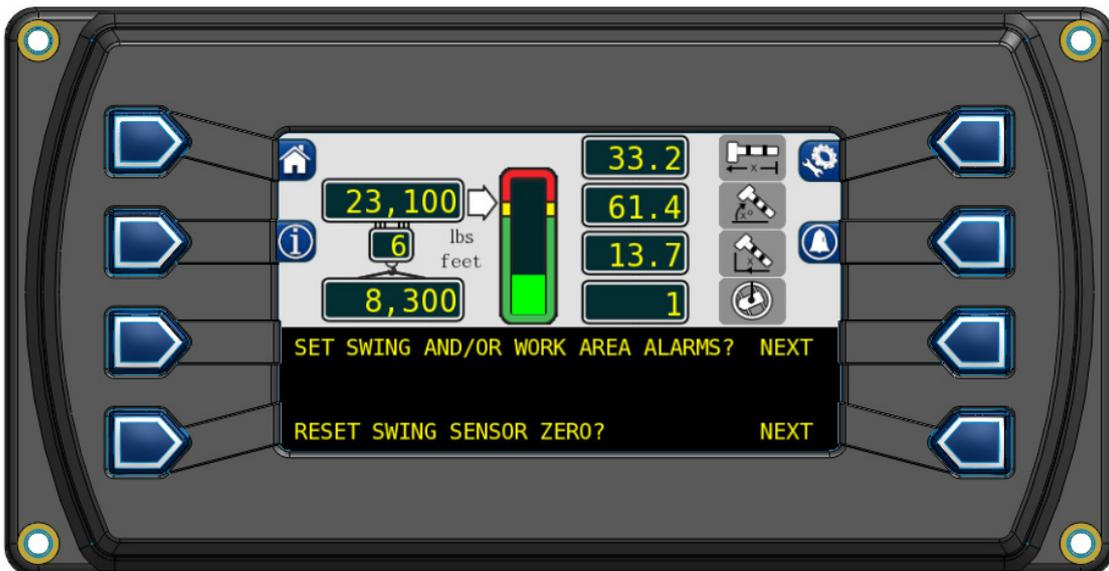 33.2
23,100
61.4
6
lbs
feet
13.7
8,300
1
SET SWING AND/OR WORK AREA ALARMS? NEXT
RESET SWING SENSOR ZERO? NEXT